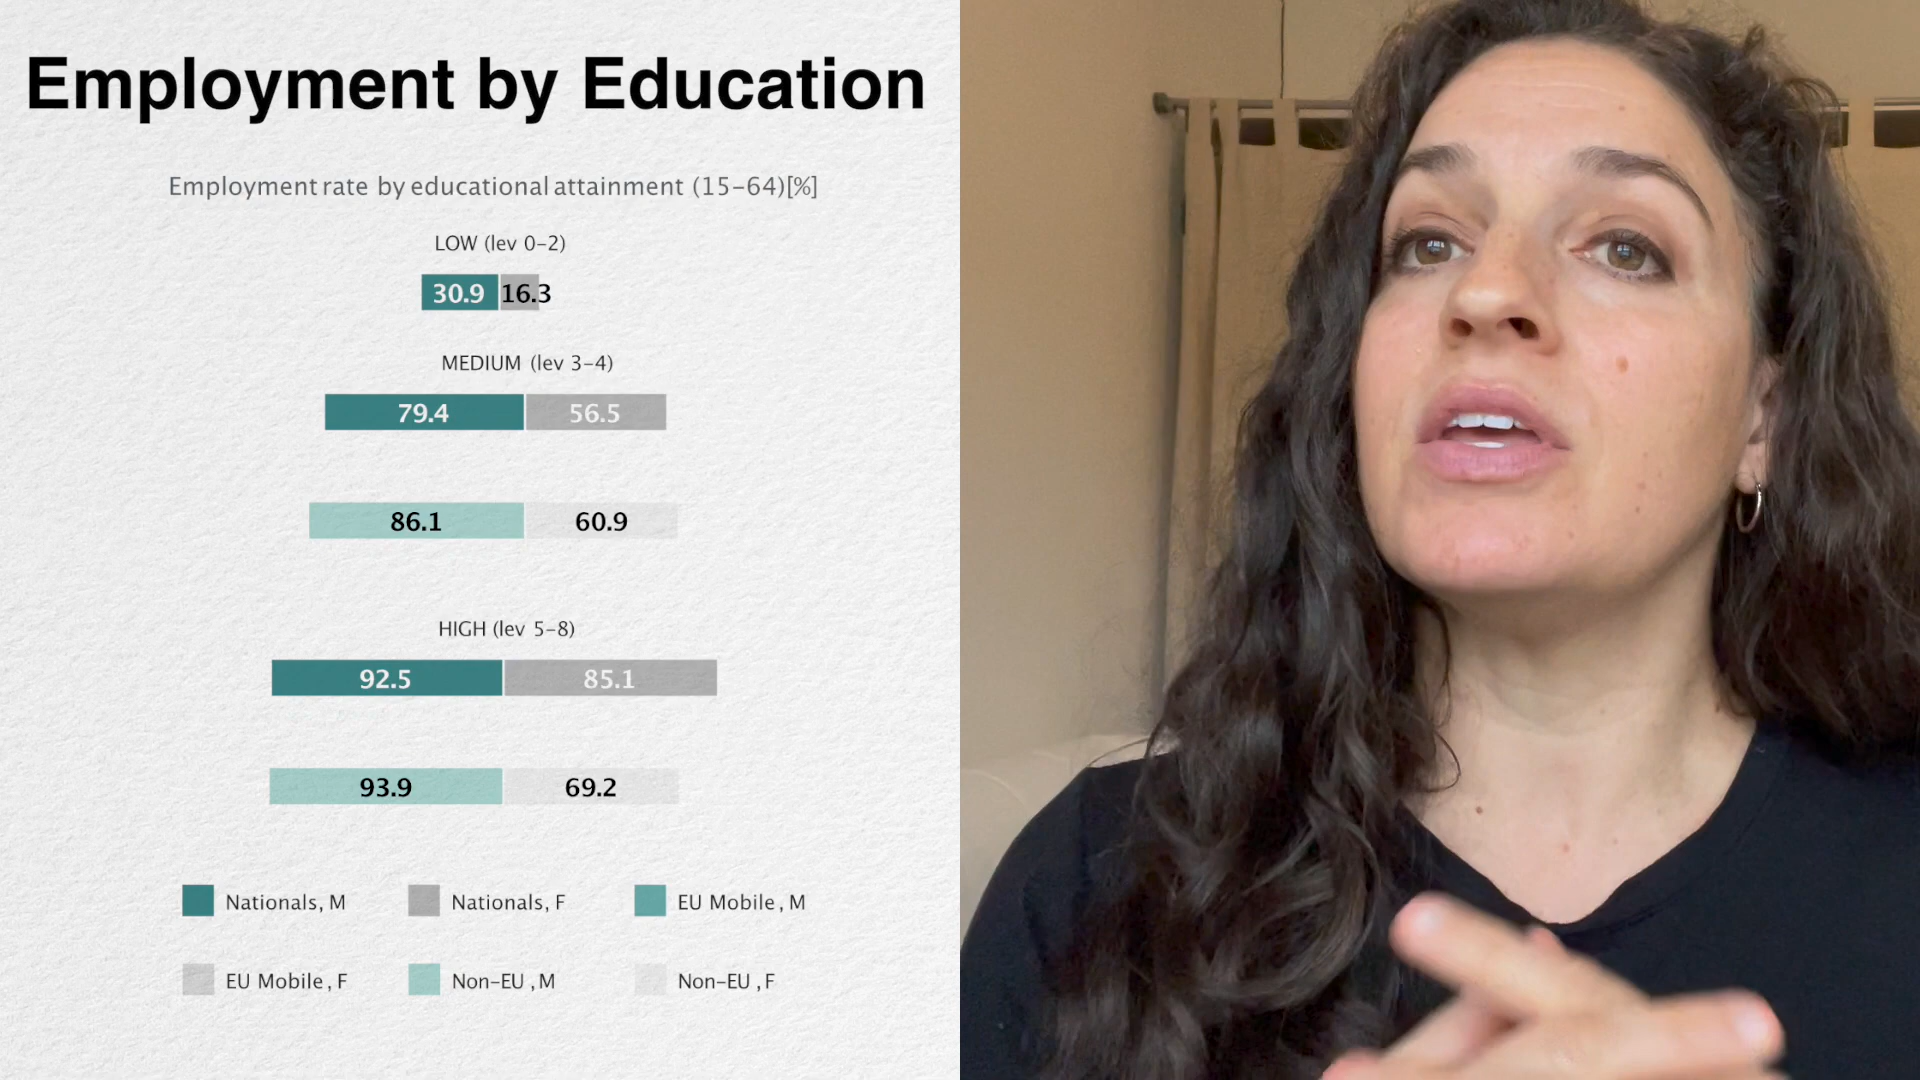 Employment by Education
Employment rate by educational attainment (15-64)[%]
LOW (lev 0-2)
30.9 16.3
MEDIUM (lev 3-4)
79.4 56.5
86.1 60.9
HIGH (lev 5-8)
92.5 85.1
93.9 69.2
Nationals, M Nationals, F EU Mobile, M
EU Mobile, F Non-EU, M Non-EU, F